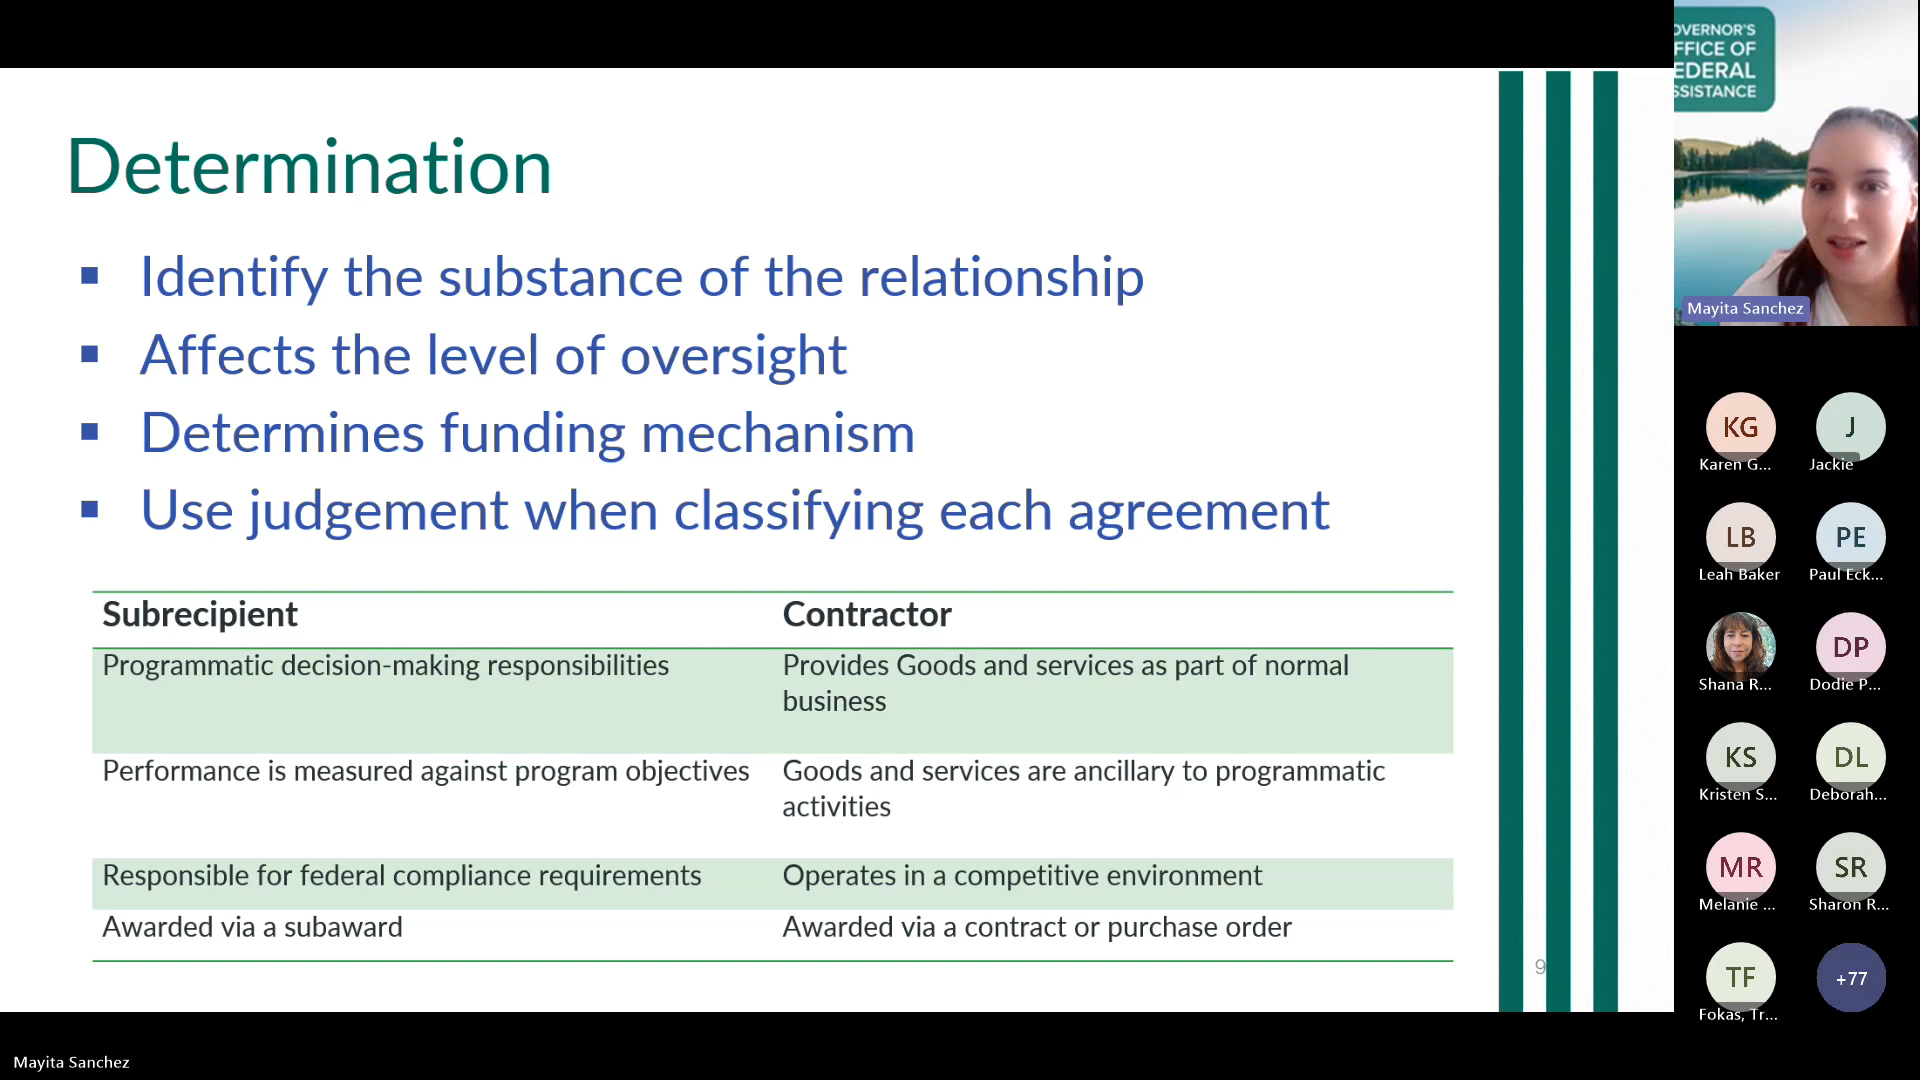 Determination
▪ Identify the substance of the relationship
▪ Affects the level of oversight
▪ Determines funding mechanism
▪ Use judgement when classifying each agreement
Subrecipient Contractor
Programmatic decision-making responsibilities Provides Goods and services as part of normal
business
Performance is measured against program objectives Goods and services are ancillary to programmatic
activities
Responsible for federal compliance requirements Operates in a competitive environment
Awarded via a subaward Awarded via a contract or purchase order
9
OVERNOR'S
FFICE OF
EDERAL
SSISTANCE
Mayita Sanchez
KG J
Karen G... Jackie
LB PE
Leah Baker Paul Eck...
DP
Shana R... Dodie P...
KS DL
Kristen S... Deborah...
MR SR
Melanie ... Sharon R...
TF +77
Fokas, Tr...
Mayita Sanchez